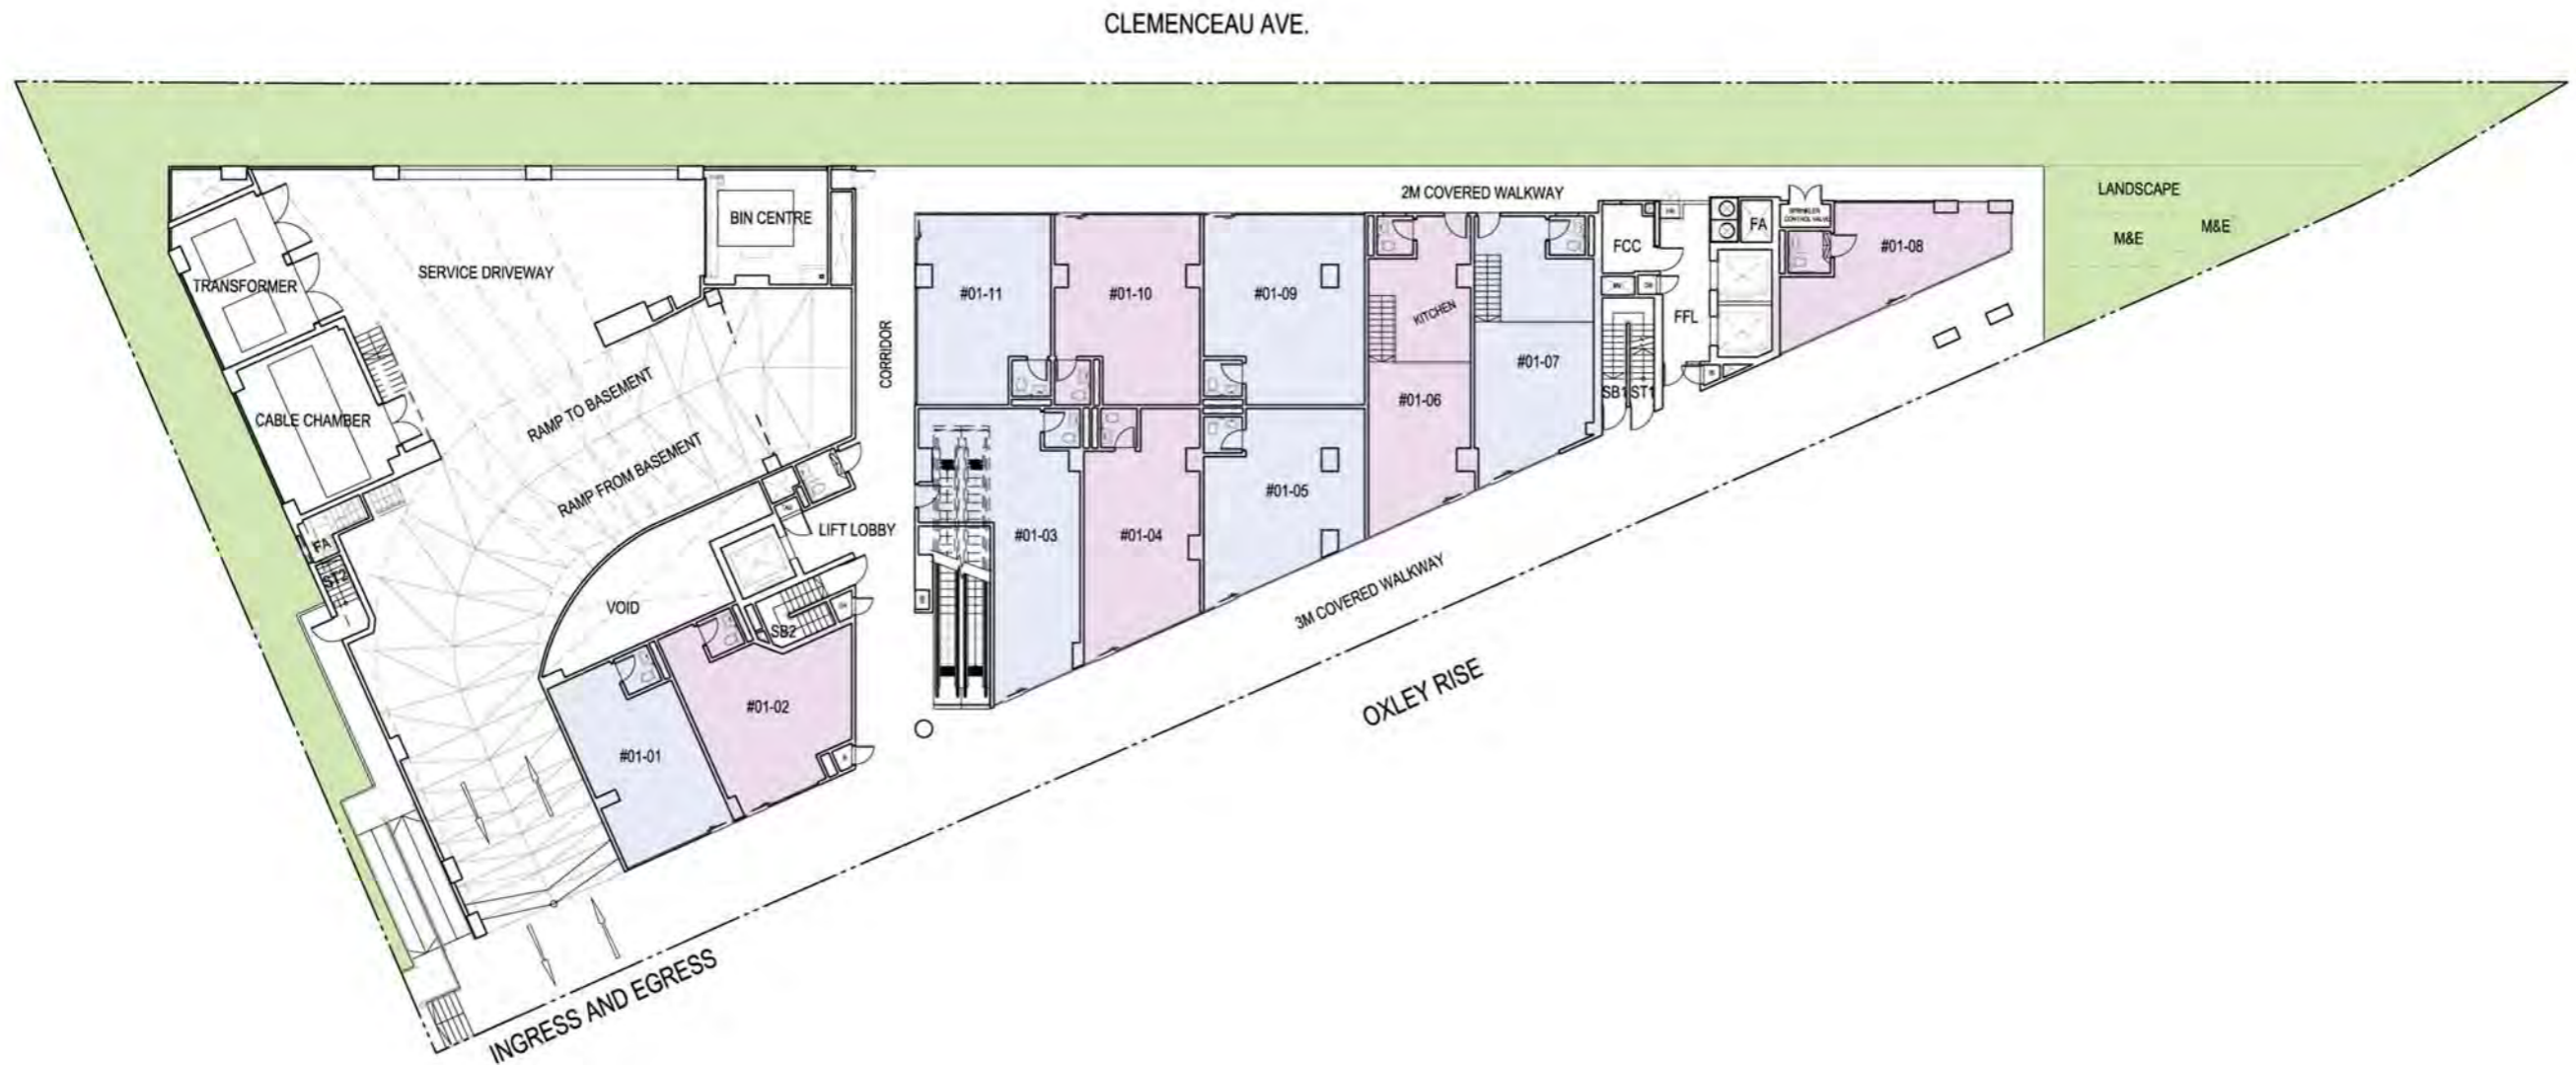 CLEMENCEAU AVE.
2M COVERED WALKWAY
LANDSCAPE
M&E
M&E
BIN CENTRE
SERVICE DRIVEWAY
TRANSFORMER
CABLE CHAMBER
RAMP TO BASEMENT
RAMP FROM BASEMENT
CORRIDOR
LIFT LOBBY
FA
ST2
VOID
SB2
#01-01
#01-02
#01-11
#01-10
#01-09
KITCHEN
#01-06
#01-07
FCC
FFL
SB1
ST1
FA
SPRINKLER
CONTROL VALVE
#01-08
#01-03
#01-04
#01-05
3M COVERED WALKWAY
OXLEY RISE
INGRESS AND EGRESS